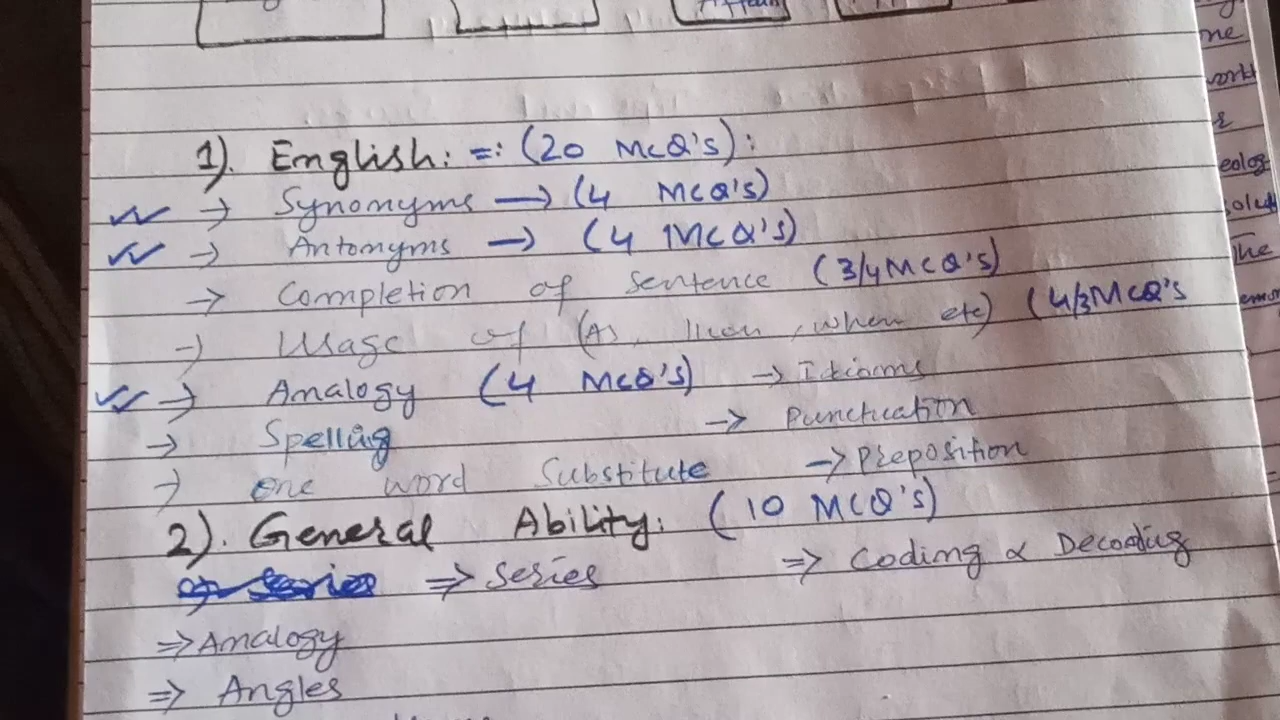 1). English: =: (20 MCQ's):
→ Synonyms → (4 MCQ's)
→ Antonyms → (4 MCQ's)
→ Completion of Sentence (3/4 MCQ's)
→ Usage of (As, when etc) (4/3 MCQ's
→ Analogy (4 MCQ's) → Idioms
→ Spelling → Punctuation
→ One word Substitute → Preposition
2). General Ability: (10 MCQ's)
⇒ Series ⇒ Coding & Decoding
⇒ Analogy
⇒ Angles